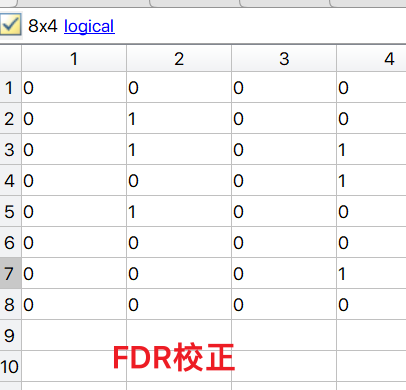 8x4 logical
1 2 3 4
1 0 0 0 0
2 0 1 0 0
3 0 1 0 1
4 0 0 0 1
5 0 1 0 0
6 0 0 0 0
7 0 0 0 1
8 0 0 0 0
9
10
FDR校正